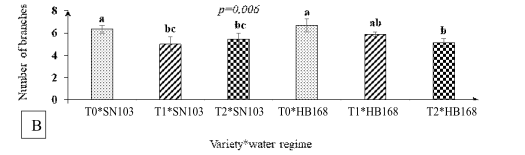 p=0.006
Number of branches
8
6
4
2
0
a
bc
bc
a
ab
b
T0*SN103
T1*SN103
T2*SN103
T0*HB168
T1*HB168
T2*HB168
B
Variety*water regime